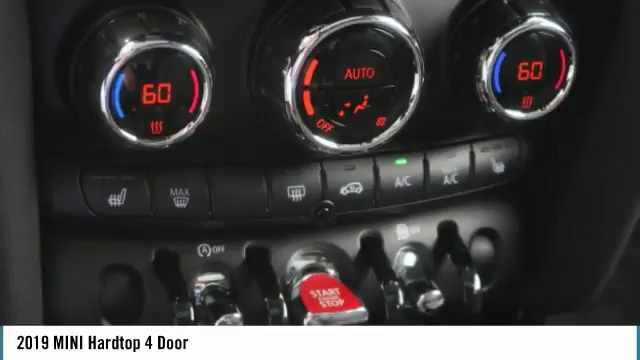 60
AUTO
OFF
60
MAX
A/C
A/C
OFF
START
STOP
2019 MINI Hardtop 4 Door